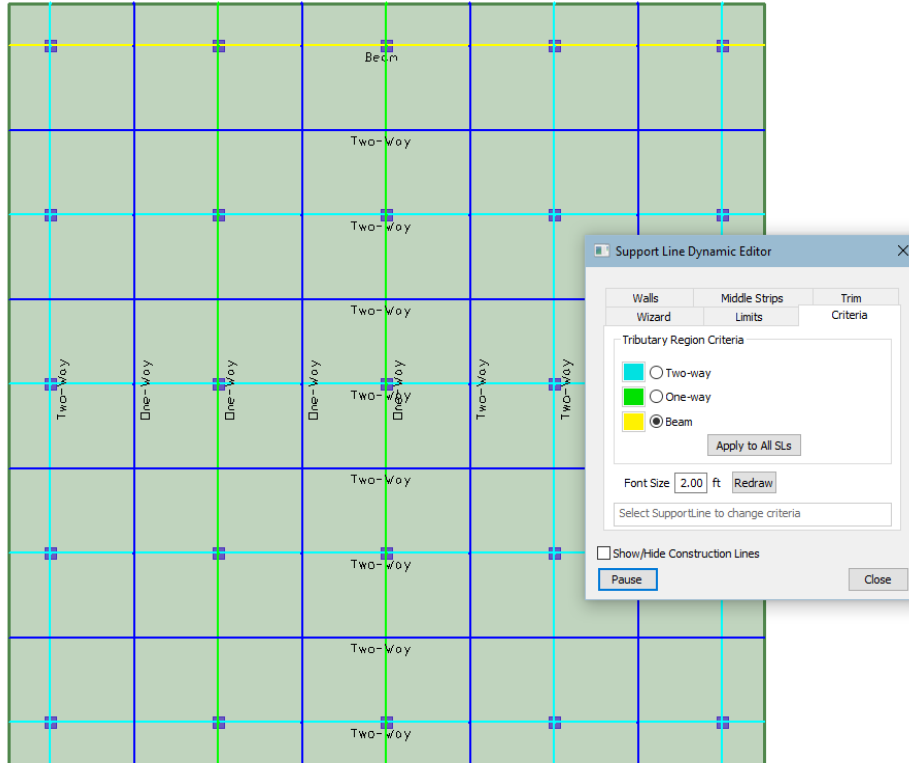 Beam
Two-Way
Two-Way
Support Line Dynamic Editor
Walls Middle Strips Trim
Wizard Limits Criteria
Two-Way
Tributary Region Criteria
Two-Way One-Way One-Way One-Way One-Way Two-Way Two-Way
Two-way
Two-Way
One-way
Beam
Apply to All SLs
Two-Way
Font Size 2.00 ft Redraw
Select SupportLine to change criteria
Show/Hide Construction Lines
Two-Way
Pause Close
Two-Way
Two-Way